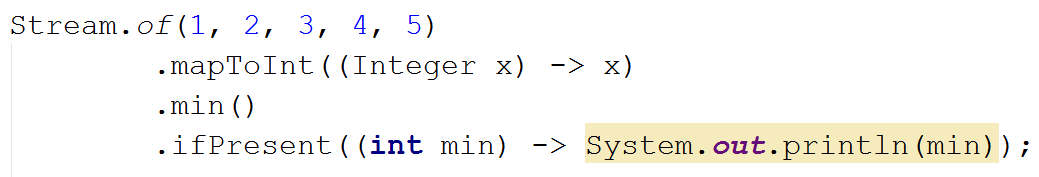 Stream.of(1, 2, 3, 4, 5)
.mapToInt((Integer x) -> x)
.min()
.ifPresent((int min) -> System.out.println(min));